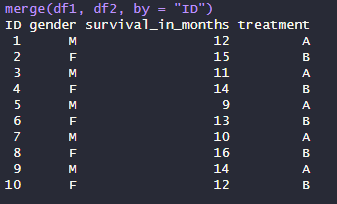 merge(df1, df2, by = "ID")
ID gender survival_in_months treatment
1 M 12 A
2 F 15 B
3 M 11 A
4 F 14 B
5 M 9 A
6 F 13 B
7 M 10 A
8 F 16 B
9 M 14 A
10 F 12 B